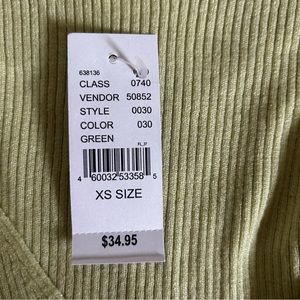 638136
CLASS 0740
VENDOR 50852
STYLE 0030
COLOR 030
GREEN
4 60032 53358 5
XS SIZE
$34.95